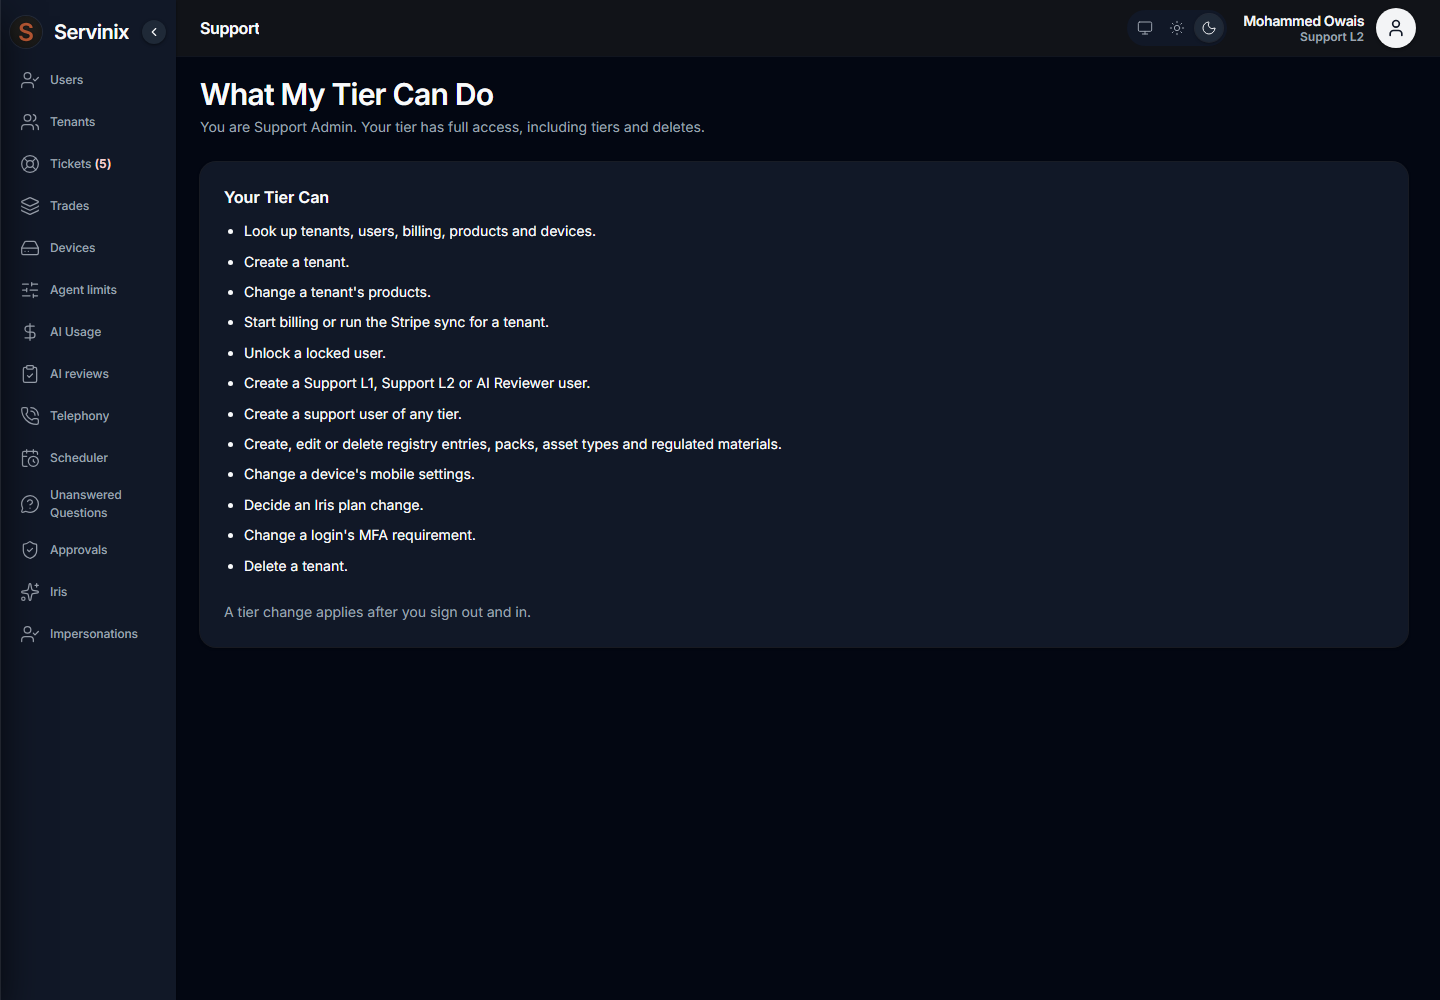 S Servinix
Support
Mohammed Owais
Support L2
Users
Tenants
Tickets (5)
Trades
Devices
Agent limits
AI Usage
AI reviews
Telephony
Scheduler
Unanswered
Questions
Approvals
Iris
Impersonations
What My Tier Can Do
You are Support Admin. Your tier has full access, including tiers and deletes.
Your Tier Can
• Look up tenants, users, billing, products and devices.
• Create a tenant.
• Change a tenant's products.
• Start billing or run the Stripe sync for a tenant.
• Unlock a locked user.
• Create a Support L1, Support L2 or AI Reviewer user.
• Create a support user of any tier.
• Create, edit or delete registry entries, packs, asset types and regulated materials.
• Change a device's mobile settings.
• Decide an Iris plan change.
• Change a login's MFA requirement.
• Delete a tenant.
A tier change applies after you sign out and in.